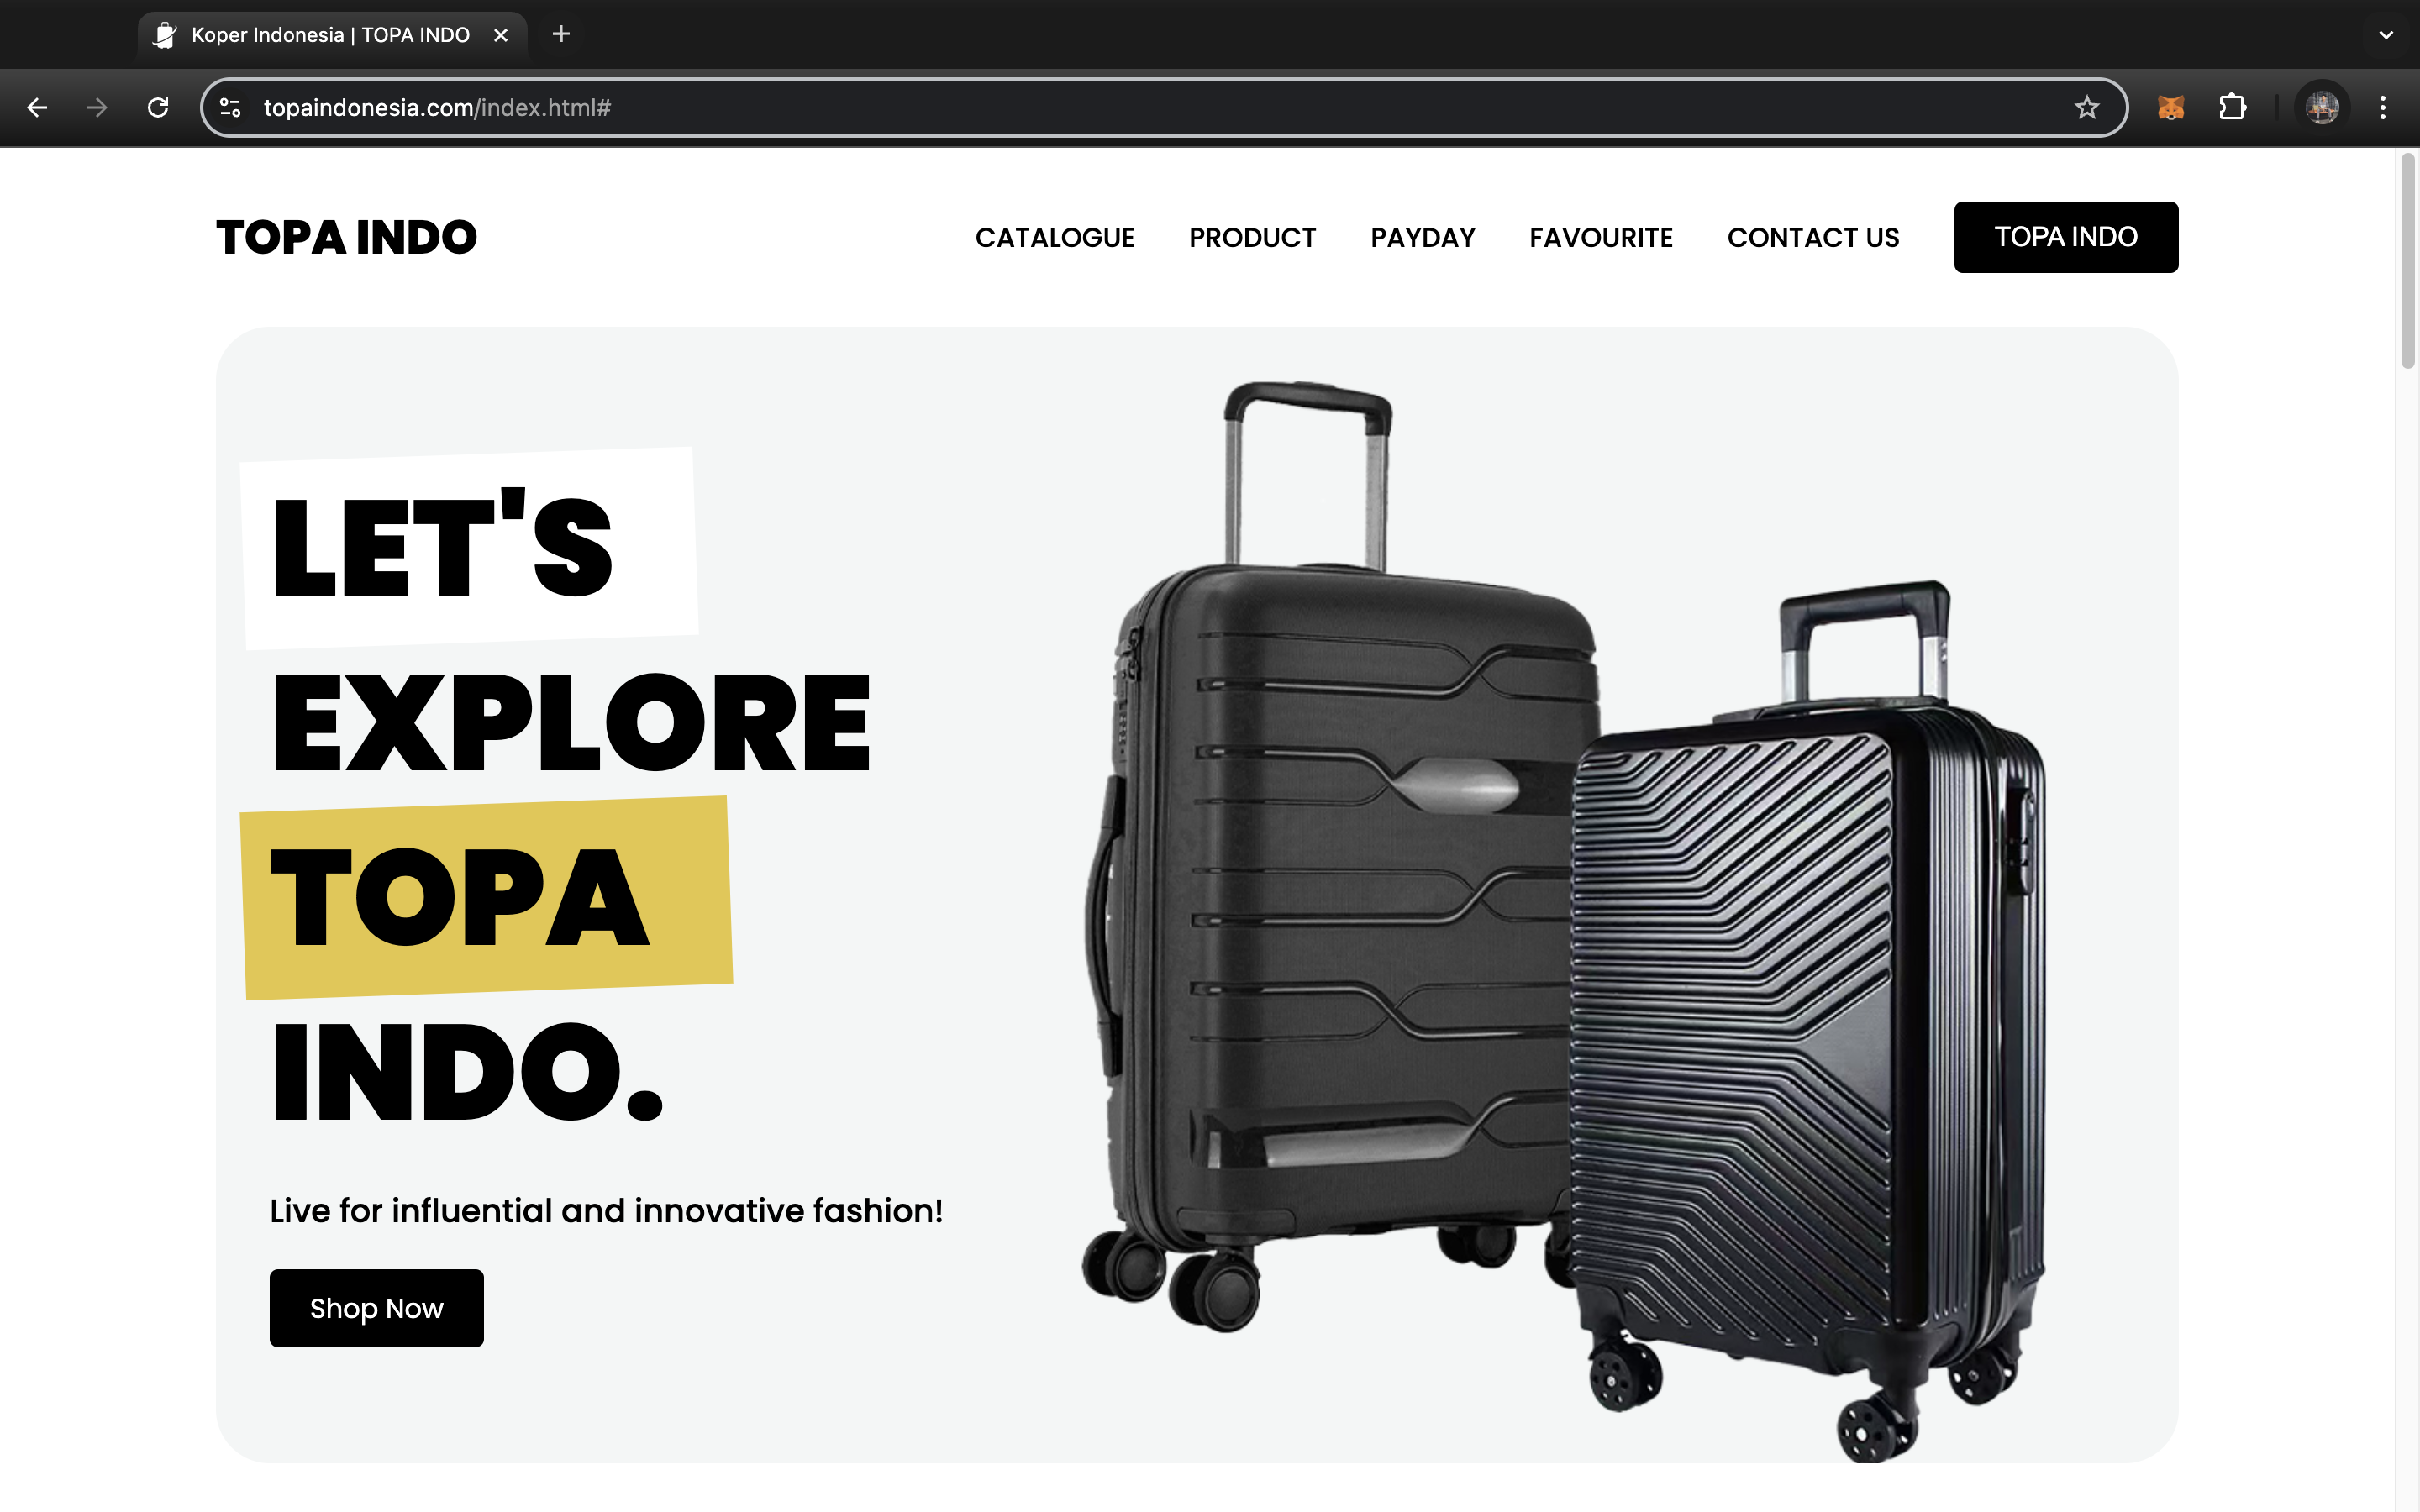 Koper Indonesia | TOPA INDO
topaindonesia.com/index.html#
TOPA INDO
CATALOGUE
PRODUCT
PAYDAY
FAVOURITE
CONTACT US
TOPA INDO
LET'S
EXPLORE
TOPA
INDO.
Live for influential and innovative fashion!
Shop Now